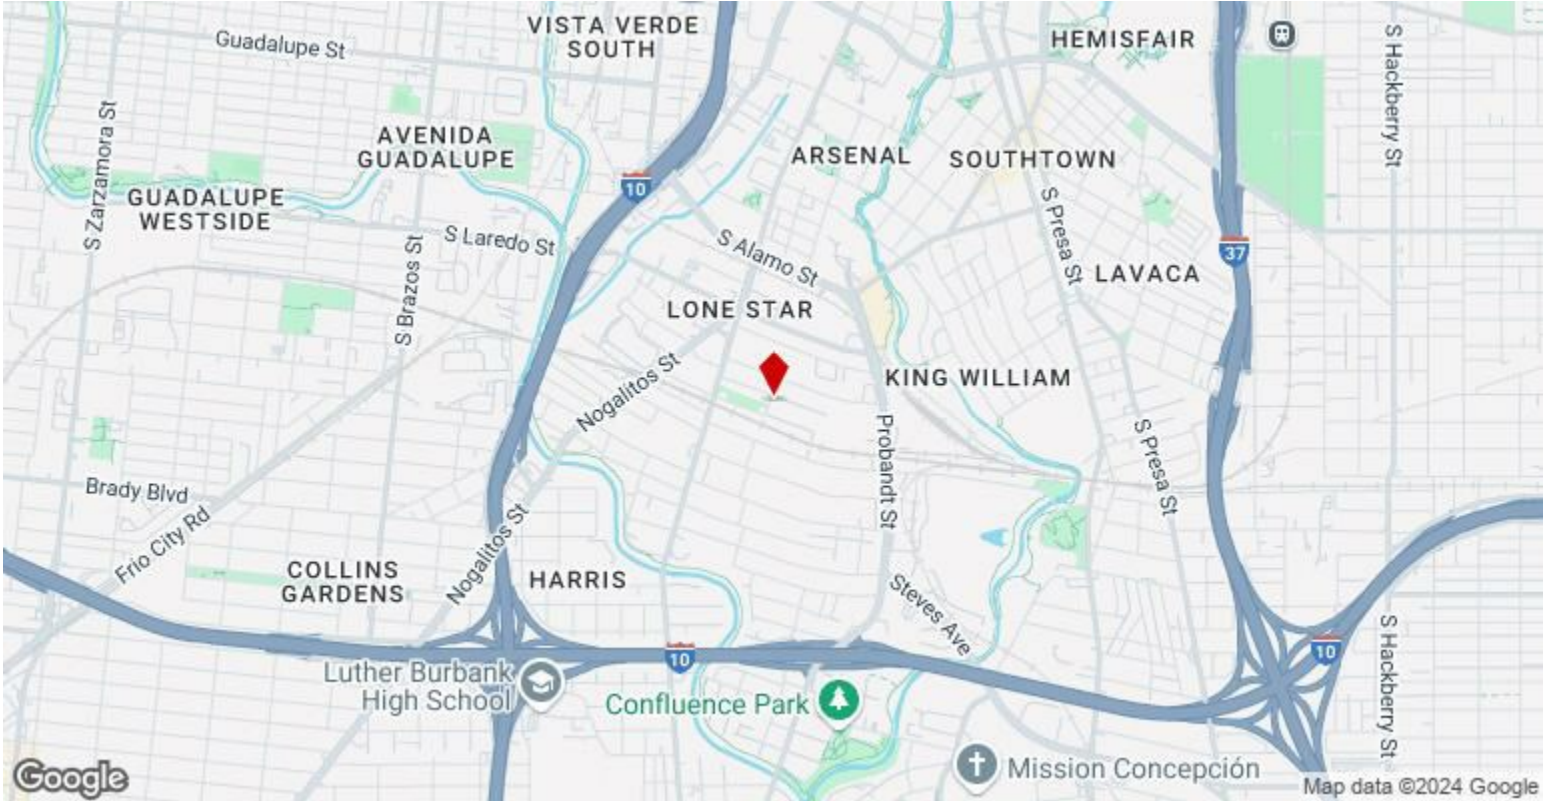 VISTA VERDE
SOUTH
HEMISFAIR
Guadalupe St
S Hackberry St
S Zarzamora St
AVENIDA
GUADALUPE
ARSENAL
SOUTHTOWN
10
GUADALUPE
WESTSIDE
S Laredo St
S Alamo St
S Presa St
37
S Brazos St
LAVACA
LONE STAR
Nogalitos St
KING WILLIAM
Probandt St
S Presa St
Brady Blvd
Frio City Rd
Nogalitos St
COLLINS
GARDENS
HARRIS
Steves Ave
10
10
S Hackberry St
Luther Burbank
High School
Confluence Park
Mission Concepción
Google
Map data ©2024 Google